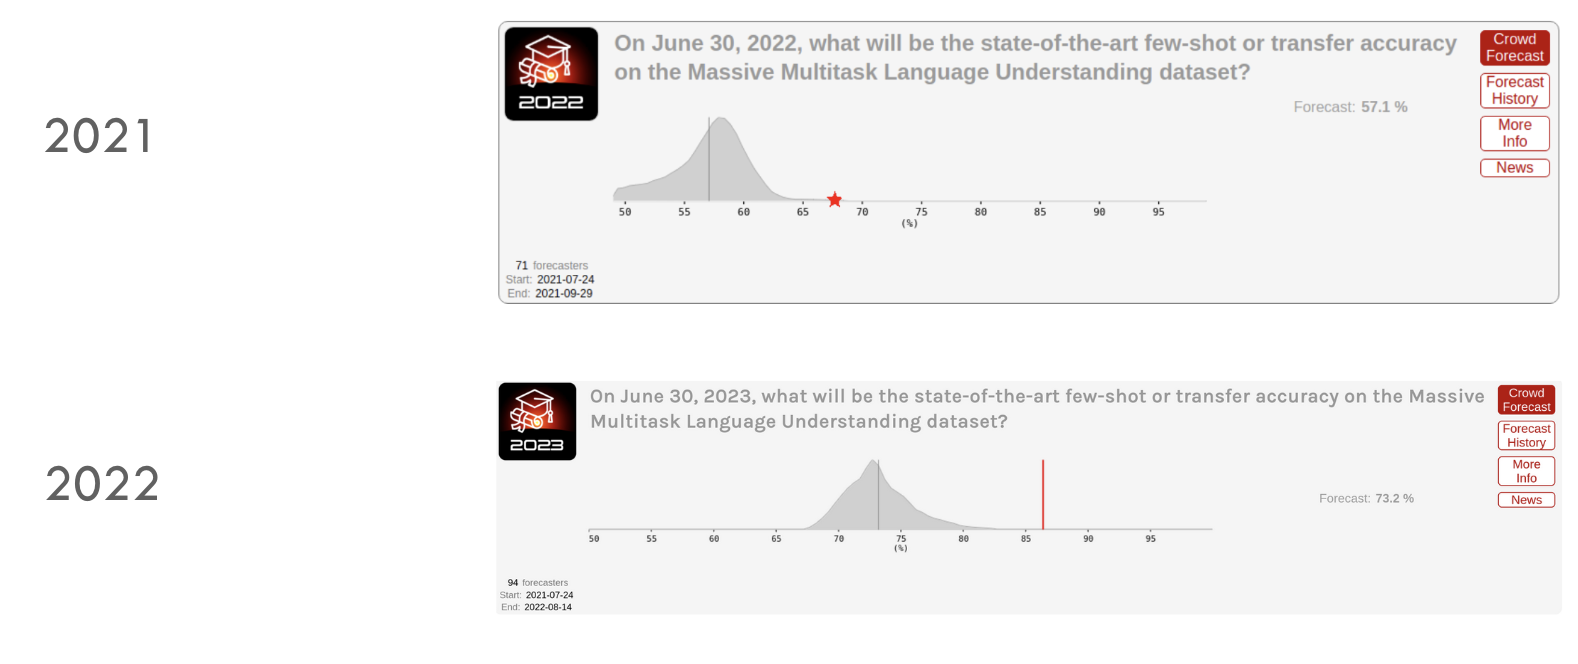 2021
2022
On June 30, 2022, what will be the state-of-the-art few-shot or transfer accuracy
on the Massive Multitask Language Understanding dataset?
Crowd
Forecast
Forecast
History
More
Info
News
Forecast: 57.1 %
50 55 60 65 70 75 80 85 90 95
(%)
71 forecasters
Start: 2021-07-24
End: 2021-09-29
2022
2023
On June 30, 2023, what will be the state-of-the-art few-shot or transfer accuracy on the Massive
Multitask Language Understanding dataset?
Crowd
Forecast
Forecast
History
More
Info
News
Forecast: 73.2 %
50 55 60 65 70 75 80 85 90 95
(%)
94 forecasters
Start: 2021-07-24
End: 2022-08-14